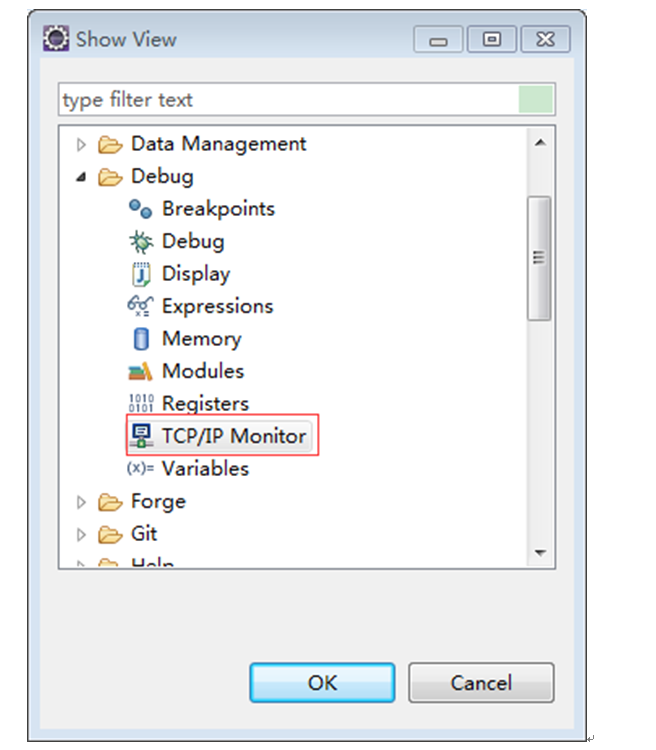 Show View
type filter text
Data Management
Debug
Breakpoints
Debug
Display
Expressions
Memory
Modules
1010
0101 Registers
TCP/IP Monitor
(x)= Variables
Forge
Git
Help
OK Cancel